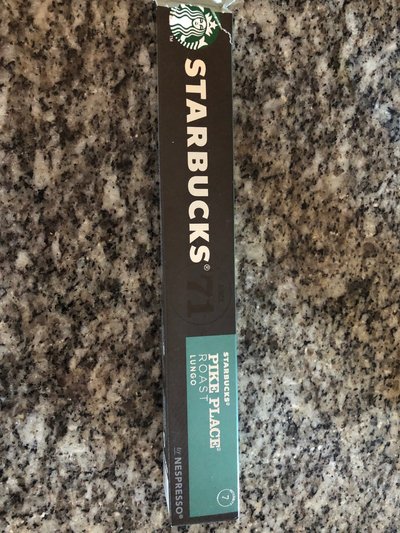 STARBUCKS®
71
STARBUCKS®
PIKE PLACE®
ROAST
LUNGO
7
by NESPRESSO®